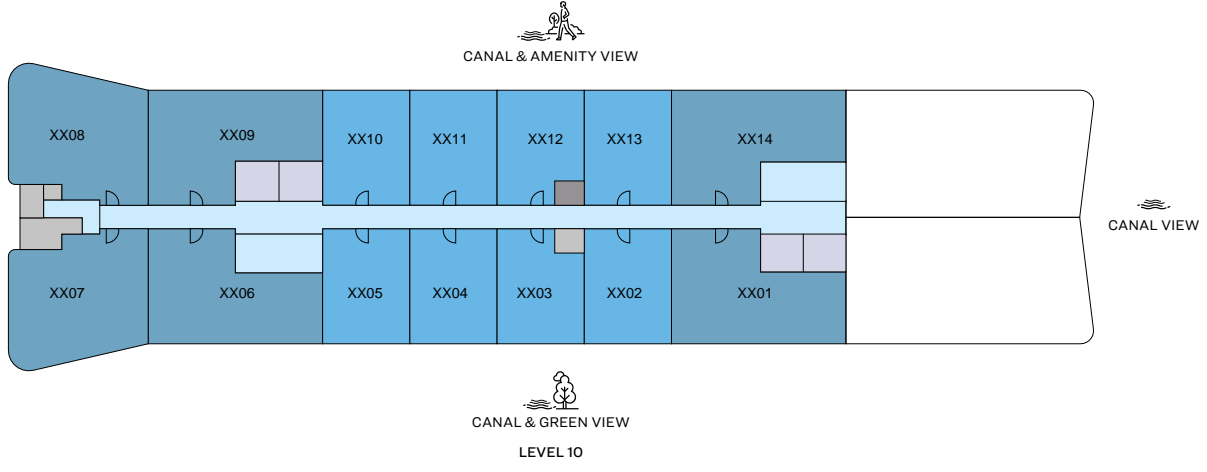 CANAL & AMENITY VIEW
XX08
XX09
XX10
XX11
XX12
XX13
XX14
CANAL VIEW
XX07
XX06
XX05
XX04
XX03
XX02
XX01
CANAL & GREEN VIEW
LEVEL 10